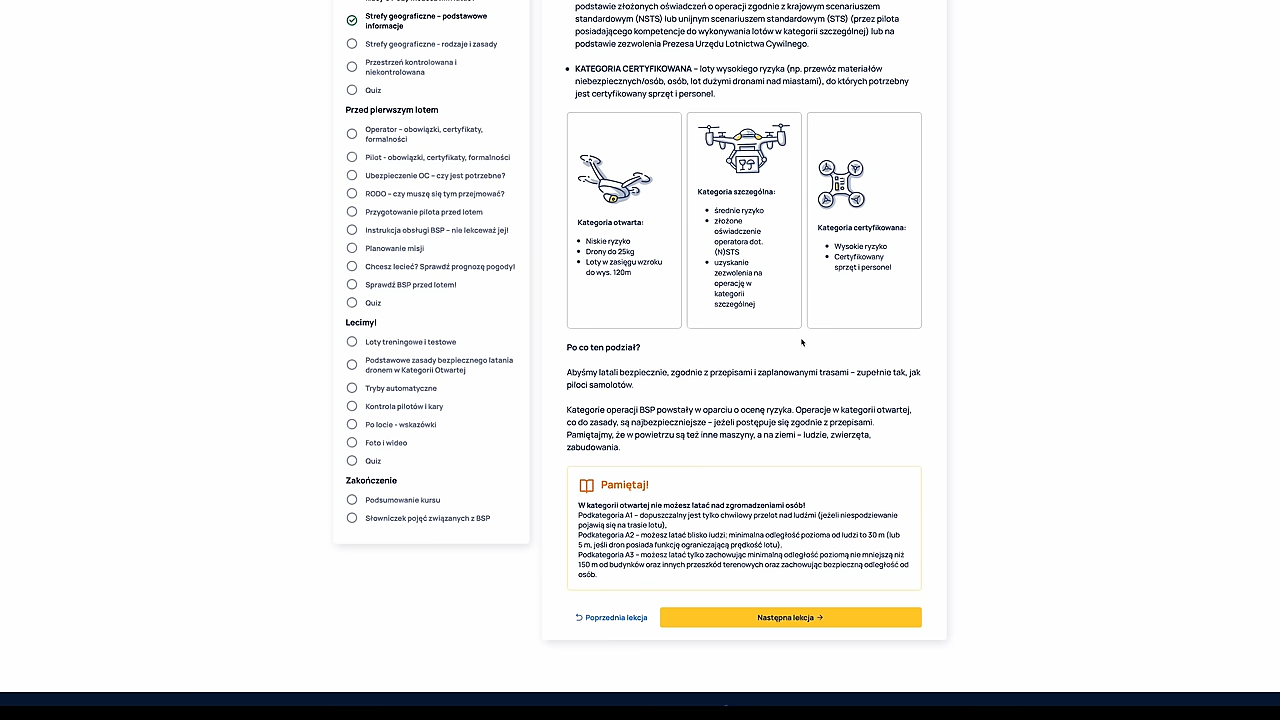 Strefy geograficzne – podstawowe
informacje
Strefy geograficzne - rodzaje i zasady
Przestrzeń kontrolowana i
niekontrolowana
Quiz
Przed pierwszym lotem
Operator – obowiązki, certyfikaty,
formalności
Pilot - obowiązki, certyfikaty, formalności
Ubezpieczenie OC – czy jest potrzebne?
RODO – czy muszę się tym przejmować?
Przygotowanie pilota przed lotem
Instrukcja obsługi BSP – nie lekceważ jej!
Planowanie misji
Chcesz lecieć? Sprawdź prognozę pogody!
Sprawdź BSP przed lotem!
Quiz
Lecimy!
Loty treningowe i testowe
Podstawowe zasady bezpiecznego latania
dronem w Kategorii Otwartej
Tryby automatyczne
Kontrola pilotów i kary
Po locie - wskazówki
Foto i wideo
Quiz
Zakończenie
Podsumowanie kursu
Słowniczek pojęć związanych z BSP
podstawie złożonych oświadczeń o operacji zgodnie z krajowym scenariuszem
standardowym (NSTS) lub unijnym scenariuszem standardowym (STS) (przez pilota
posiadającego kompetencje do wykonywania lotów w kategorii szczególnej) lub na
podstawie zezwolenia Prezesa Urzędu Lotnictwa Cywilnego.
• KATEGORIA CERTYFIKOWANA – loty wysokiego ryzyka (np. przewóz materiałów
niebezpiecznych/osób, osób, lot dużymi dronami nad miastami), do których potrzebny
jest certyfikowany sprzęt i personel.
Kategoria otwarta:
• Niskie ryzyko
• Drony do 25kg
• Loty w zasięgu wzroku
do wys. 120m
Kategoria szczególna:
• średnie ryzyko
• złożone
oświadczenie
operatora dot.
(N)STS
• uzyskanie
zezwolenia na
operację w
kategorii
szczególnej
Kategoria certyfikowana:
• Wysokie ryzyko
• Certyfikowany
sprzęt i personel
Po co ten podział?
Abyśmy latali bezpiecznie, zgodnie z przepisami i zaplanowanymi trasami – zupełnie tak, jak
piloci samolotów.
Kategorie operacji BSP powstały w oparciu o ocenę ryzyka. Operacje w kategorii otwartej,
co do zasady, są najbezpieczniejsze – jeżeli postępuje się zgodnie z przepisami.
Pamiętajmy, że w powietrzu są też inne maszyny, a na ziemi – ludzie, zwierzęta,
zabudowania.
Pamiętaj!
W kategorii otwartej nie możesz latać nad zgromadzeniami osób!
Podkategoria A1 – dopuszczalny jest tylko chwilowy przelot nad ludźmi (jeżeli niespodziewanie
pojawią się na trasie lotu),
Podkategoria A2 – możesz latać blisko ludzi: minimalna odległość pozioma od ludzi to 30 m (lub
5 m, jeśli dron posiada funkcję ograniczającą prędkość lotu),
Podkategoria A3 – możesz latać tylko zachowując minimalną odległość poziomą nie mniejszą niż
150 m od budynków oraz innych przeszkód terenowych oraz zachowując bezpieczną odległość od
osób.
Poprzednia lekcja
Następna lekcja →